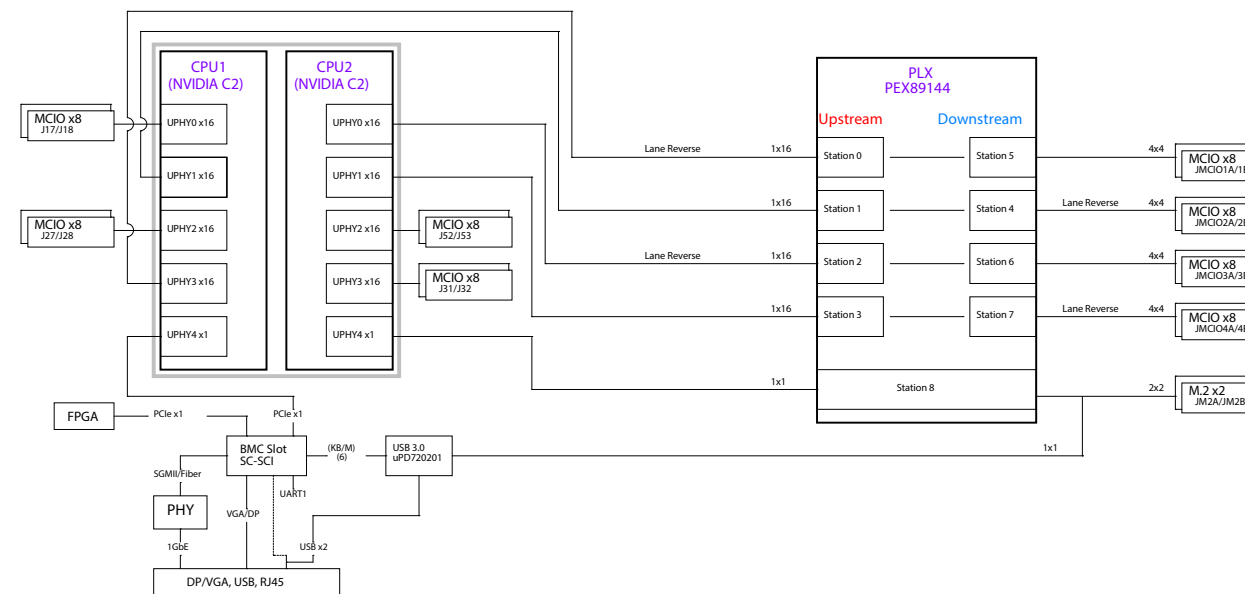 CPU1
(NVIDIA C2)
CPU2
(NVIDIA C2)
PLX
PEX89144
Upstream
Downstream
MCIO x8
J17/J18
UPHY0 x16
UPHY0 x16
Lane Reverse
1x16
Station 0
Station 5
4x4
MCIO x8
UPHY1 x16
UPHY1 x16
1x16
Station 1
Station 4
Lane Reverse
4x4
MCIO x8
MCIO x8
J27/J28
UPHY2 x16
UPHY2 x16
MCIO x8
J52/J53
Lane Reverse
1x16
Station 2
Station 6
4x4
MCIO x8
UPHY3 x16
UPHY3 x16
MCIO x8
J31/J32
1x16
Station 3
Station 7
Lane Reverse
4x4
MCIO x8
UPHY4 x1
UPHY4 x1
1x1
Station 8
2x2
M.2 x2
JM2A/JM2B
FPGA
PCIe x1
PCIe x1
BMC Slot
SC-SCI
(KB/M)
(6)
USB 3.0
uPD720201
1x1
SGMII/Fiber
UART1
PHY
VGA/DP
1GbE
USB x2
DP/VGA, USB, RJ45